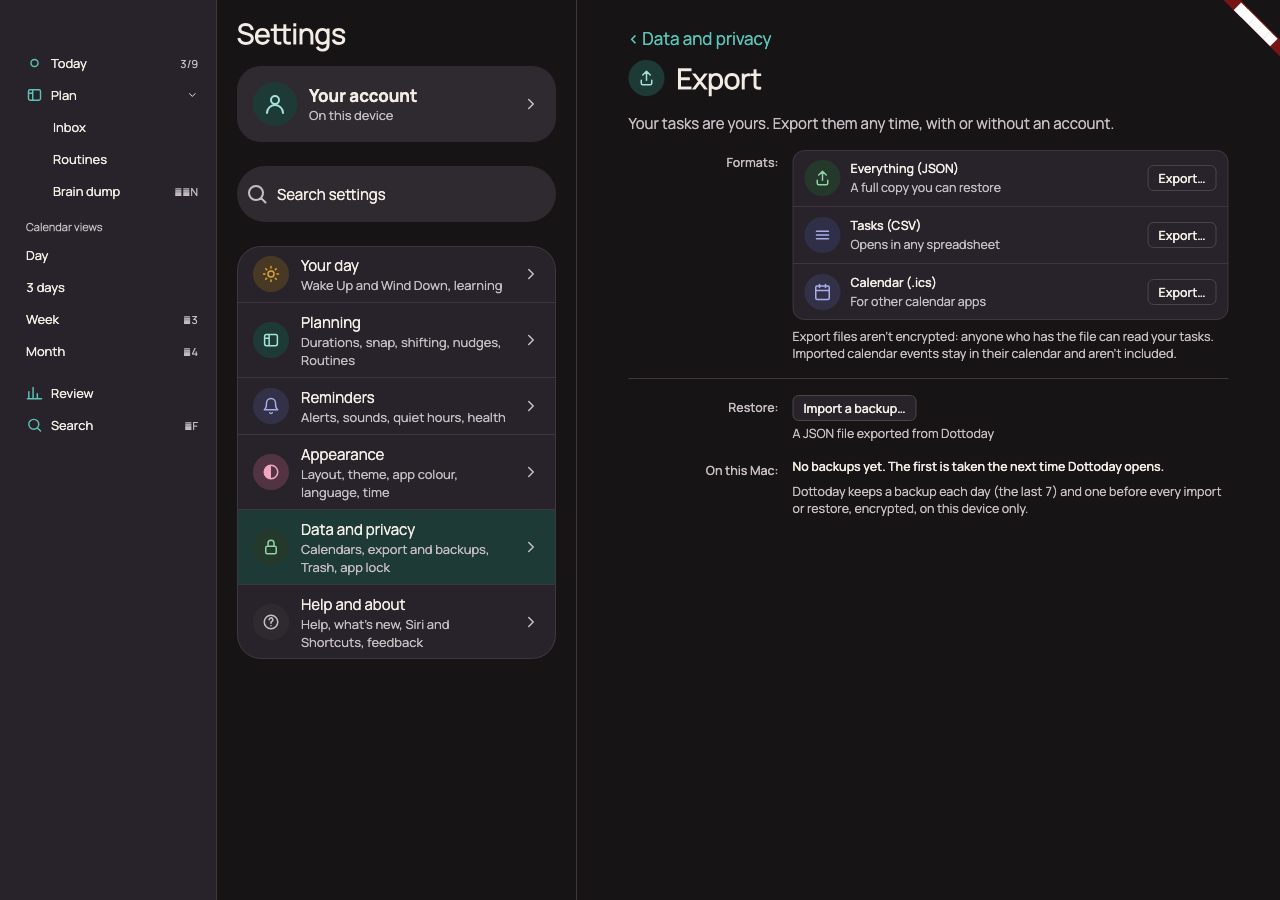 Today 3/9
Plan
Inbox
Routines
Brain dump N
Calendar views
Day
3 days
Week 3
Month 4
Review
Search F
Settings
Your account
On this device
Search settings
Your day
Wake Up and Wind Down, learning
Planning
Durations, snap, shifting, nudges,
Routines
Reminders
Alerts, sounds, quiet hours, health
Appearance
Layout, theme, app colour,
language, time
Data and privacy
Calendars, export and backups,
Trash, app lock
Help and about
Help, what's new, Siri and
Shortcuts, feedback
‹ Data and privacy
Export
Your tasks are yours. Export them any time, with or without an account.
Formats:
Everything (JSON)
A full copy you can restore
Export…
Tasks (CSV)
Opens in any spreadsheet
Export…
Calendar (.ics)
For other calendar apps
Export…
Export files aren't encrypted: anyone who has the file can read your tasks.
Imported calendar events stay in their calendar and aren't included.
Restore: Import a backup…
A JSON file exported from Dottoday
On this Mac: No backups yet. The first is taken the next time Dottoday opens.
Dottoday keeps a backup each day (the last 7) and one before every import
or restore, encrypted, on this device only.